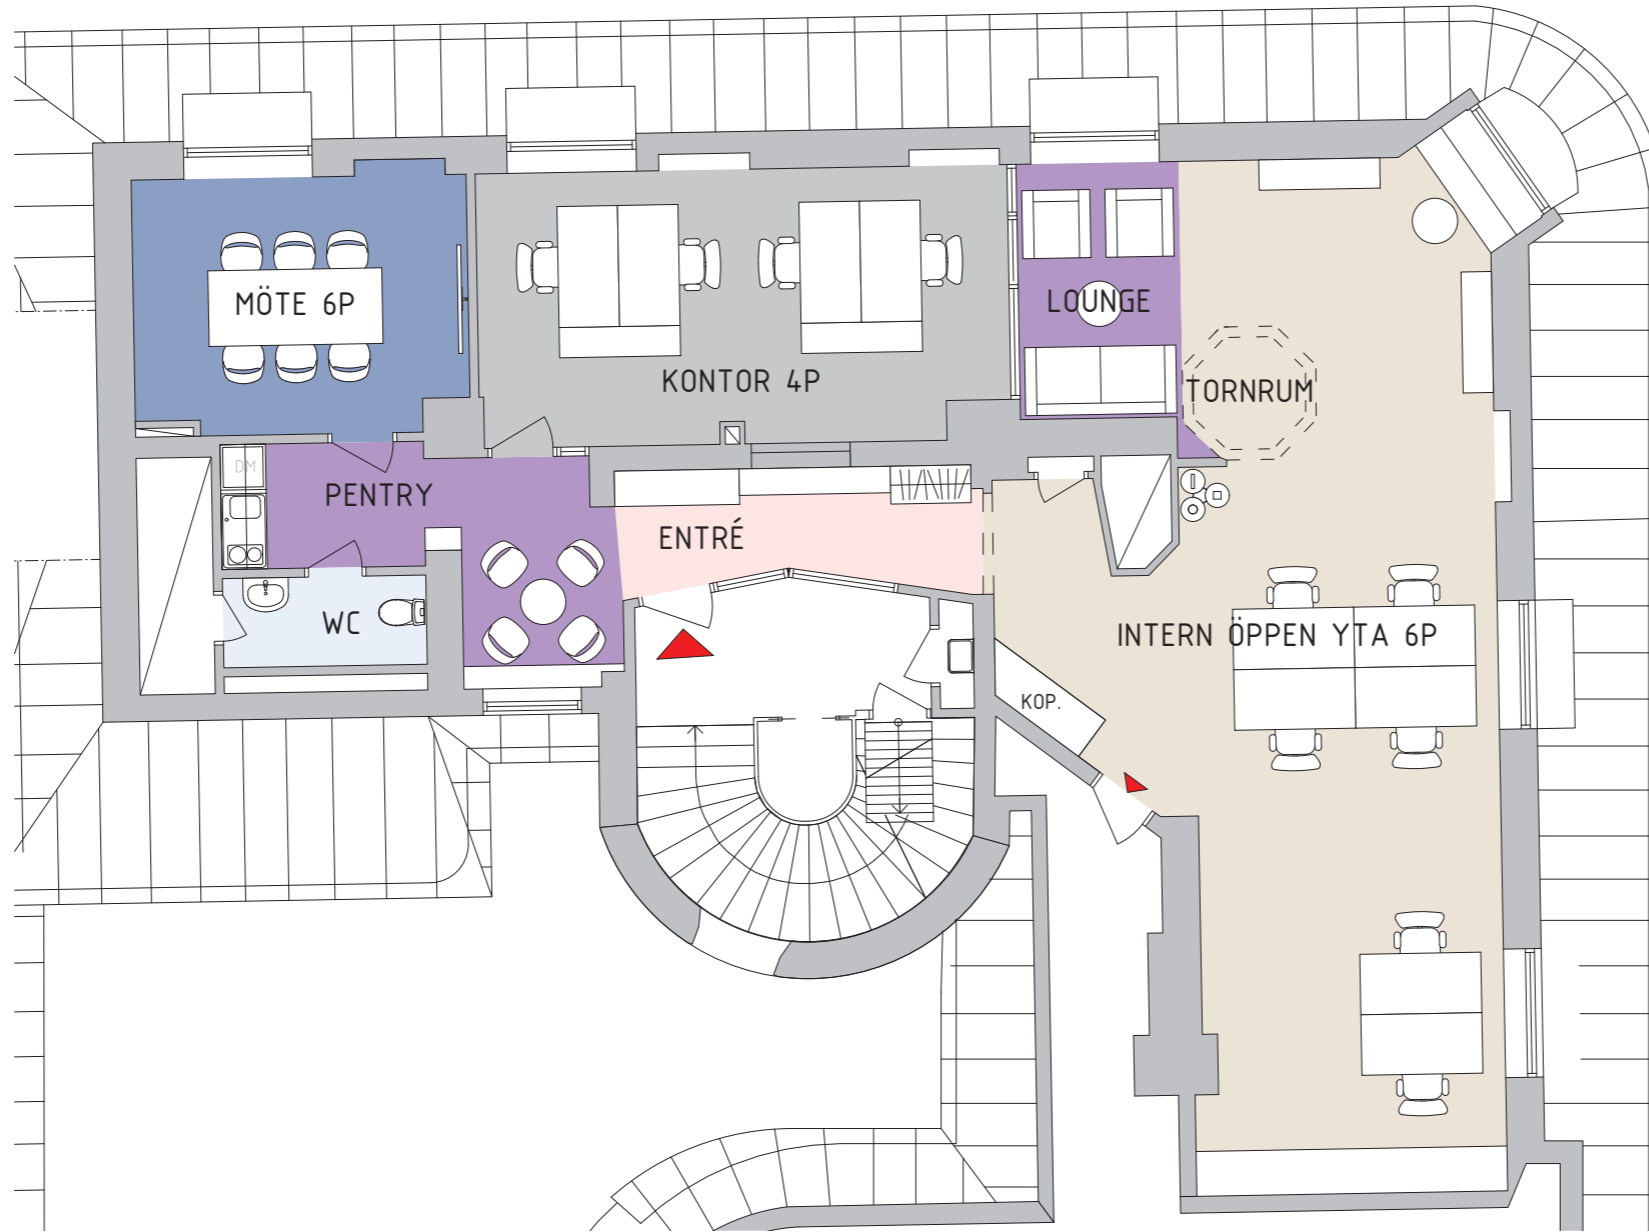 MÖTE 6P
LOUNGE
KONTOR 4P
TORNRUM
DM
PENTRY
ENTRÉ
WC
INTERN ÖPPEN YTA 6P
KOP.